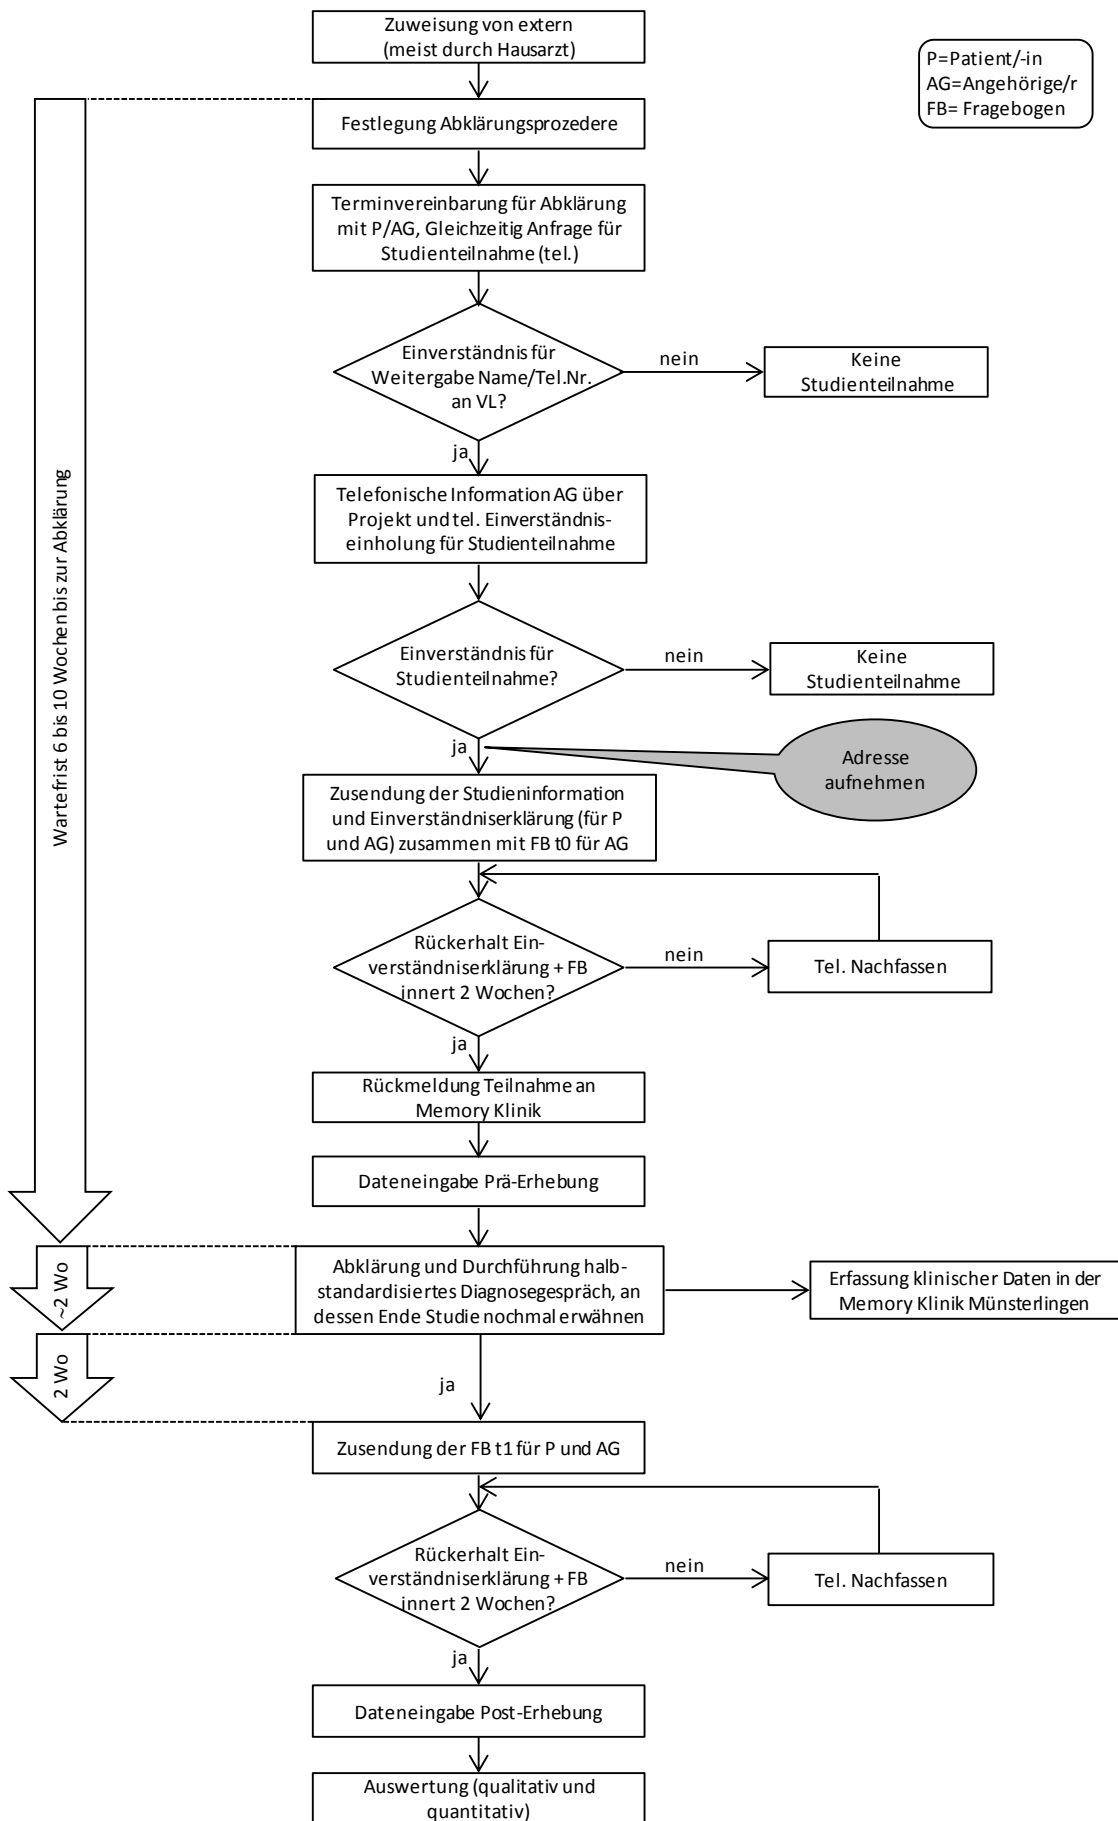 Zuweisung von extern
(meist durch Hausarzt)
P=Patient/-in
AG=Angehörige/r
FB= Fragebogen
Festlegung Abklärungsprozedere
Terminvereinbarung für Abklärung
mit P/AG, Gleichzeitig Anfrage für
Studienteilnahme (tel.)
Einverständnis für
Weitergabe Name/Tel.Nr.
an VL?
nein
Keine
Studienteilnahme
ja
Telefonische Information AG über
Projekt und tel. Einverständnis-
einholung für Studienteilnahme
Wartefrist 6 bis 10 Wochen bis zur Abklärung
Einverständnis für
Studienteilnahme?
nein
Keine
Studienteilnahme
ja
Adresse
aufnehmen
Zusendung der Studieninformation
und Einverständniserklärung (für P
und AG) zusammen mit FB t0 für AG
Rückerhalt Ein-
verständniserklärung + FB
innert 2 Wochen?
nein
Tel. Nachfassen
ja
Rückmeldung Teilnahme an
Memory Klinik
Dateneingabe Prä-Erhebung
~2 Wo
Abklärung und Durchführung halb-
standardisiertes Diagnosegespräch, an
dessen Ende Studie nochmal erwähnen
Erfassung klinischer Daten in der
Memory Klinik Münsterlingen
2 Wo
ja
Zusendung der FB t1 für P und AG
Rückerhalt Ein-
verständniserklärung + FB
innert 2 Wochen?
nein
Tel. Nachfassen
ja
Dateneingabe Post-Erhebung
Auswertung (qualitativ und
quantitativ)